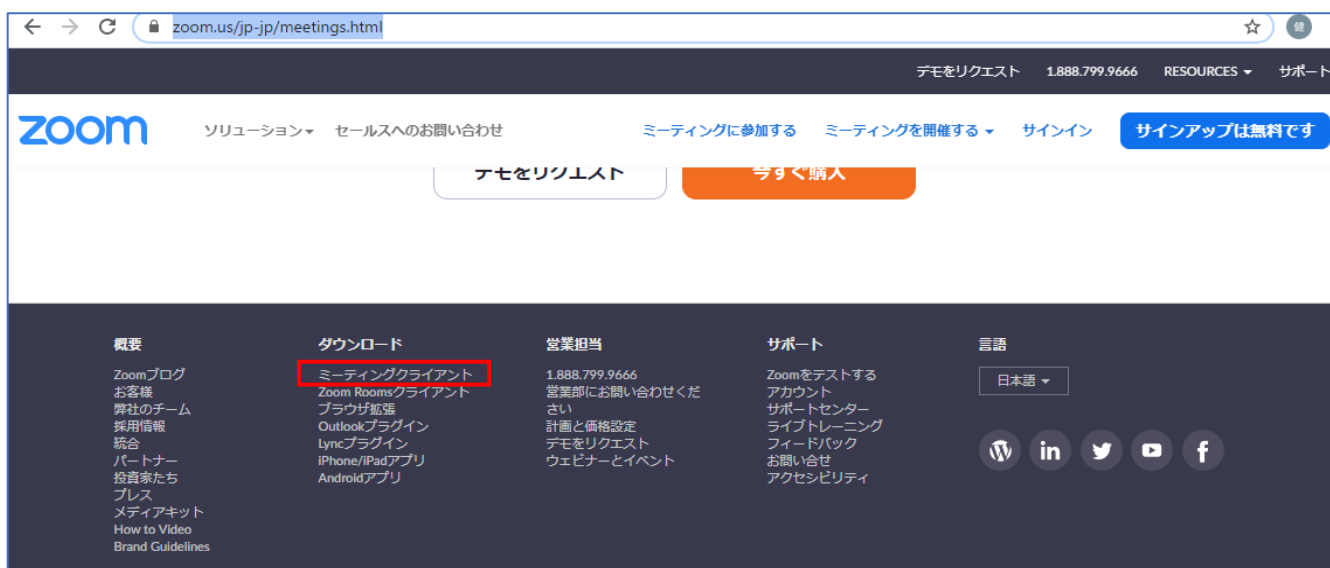 zoom.us/jp-jp/meetings.html
健
デモをリクエスト 1.888.799.9666 RESOURCES サポート
zoom ソリューション セールスへのお問い合わせ ミーティングに参加する ミーティングを開催する サインイン サインアップは無料です
デモをリクエスト 今すぐ購入
概要
Zoomブログ
お客様
弊社のチーム
採用情報
統合
パートナー
投資家たち
プレス
メディアキット
How to Video
Brand Guidelines
ダウンロード
ミーティングクライアント
Zoom Roomsクライアント
ブラウザ拡張
Outlookプラグイン
Lyncプラグイン
iPhone/iPadアプリ
Androidアプリ
営業担当
1.888.799.9666
営業部にお問い合わせくだ
さい
計画と価格設定
デモをリクエスト
ウェビナーとイベント
サポート
Zoomをテストする
アカウント
サポートセンター
ライブトレーニング
フィードバック
お問い合せ
アクセシビリティ
言語
日本語
in
f